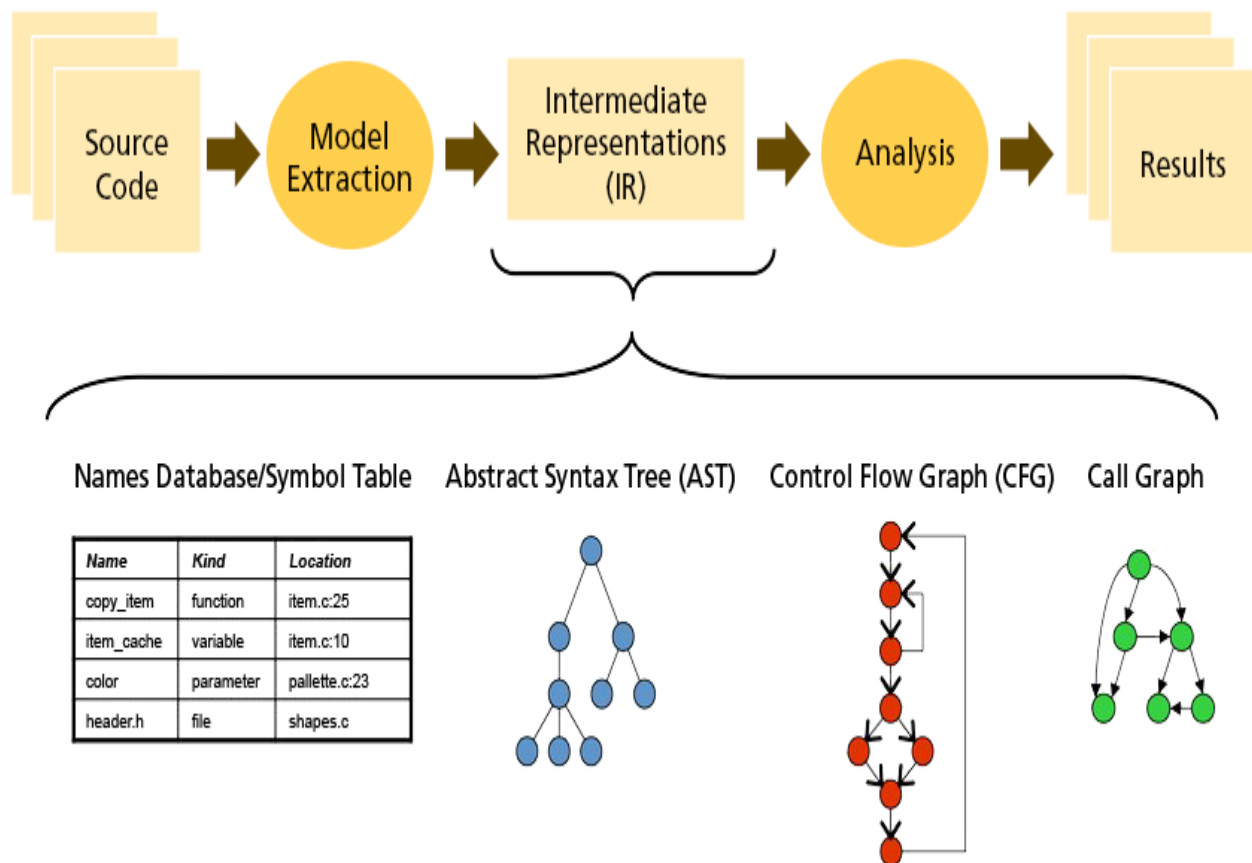 Source
Code
Model
Extraction
Intermediate
Representations
(IR)
Analysis
Results
Names Database/Symbol Table
Abstract Syntax Tree (AST)
Control Flow Graph (CFG)
Call Graph
Name Kind Location
copy_item function item.c:25
item_cache variable item.c:10
color parameter pallette.c:23
header.h file shapes.c